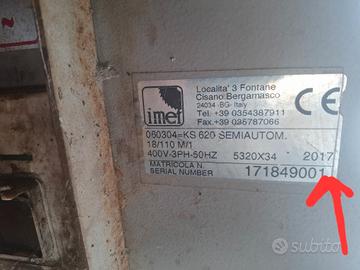 imet
Localita' 3 Fontane
Cisano Bergamasco
24034 -BG- Italy
Tel. +39 0354387911
Fax.+39 035787066
CE
060304=KS 620 SEMIAUTOM.
18/110 M/1
400V-3PH-50HZ 5320X34 2017
MATRICOLA N.
SERIAL NUMBER 171849001
subito